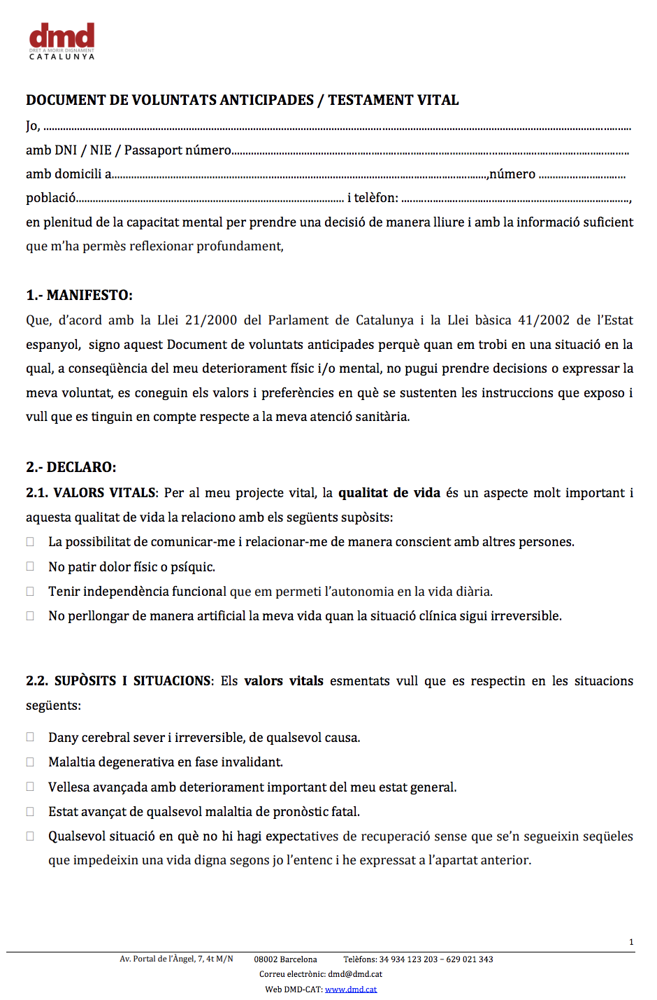 dmd
DRET A MORIR DIGNAMENT
CATALUNYA
DOCUMENT DE VOLUNTATS ANTICIPADES / TESTAMENT VITAL
Jo, ........................................................................................................................
amb DNI / NIE / Passaport número........................................................................................
amb domicili a........................................................................................,número ..............................
població........................................................................ i telèfon: ............................................................,
en plenitud de la capacitat mental per prendre una decisió de manera lliure i amb la informació suficient
que m’ha permès reflexionar profundament,
1.- MANIFESTO:
Que, d’acord amb la Llei 21/2000 del Parlament de Catalunya i la Llei bàsica 41/2002 de l’Estat
espanyol, signo aquest Document de voluntats anticipades perquè quan em trobi en una situació en la
qual, a conseqüència del meu deteriorament físic i/o mental, no pugui prendre decisions o expressar la
meva voluntat, es coneguin els valors i preferències en què se sustenten les instruccions que exposo i
vull que es tinguin en compte respecte a la meva atenció sanitària.
2.- DECLARO:
2.1. VALORS VITALS: Per al meu projecte vital, la qualitat de vida és un aspecte molt important i
aquesta qualitat de vida la relaciono amb els següents supòsits:
□ La possibilitat de comunicar-me i relacionar-me de manera conscient amb altres persones.
□ No patir dolor físic o psíquic.
□ Tenir independència funcional que em permeti l’autonomia en la vida diària.
□ No perllongar de manera artificial la meva vida quan la situació clínica sigui irreversible.
2.2. SUPÒSITS I SITUACIONS: Els valors vitals esmentats vull que es respectin en les situacions
següents:
□ Dany cerebral sever i irreversible, de qualsevol causa.
□ Malaltia degenerativa en fase invalidant.
□ Vellesa avançada amb deteriorament important del meu estat general.
□ Estat avançat de qualsevol malaltia de pronòstic fatal.
□ Qualsevol situació en què no hi hagi expectatives de recuperació sense que se’n segueixin seqüeles
que impedeixin una vida digna segons jo l’entenc i he expressat a l’apartat anterior.
1
Av. Portal de l’Àngel, 7, 4t M/N 08002 Barcelona Telèfons: 34 934 123 203 – 629 021 343
Correu electrònic: dmd@dmd.cat
Web DMD-CAT: www.dmd.cat